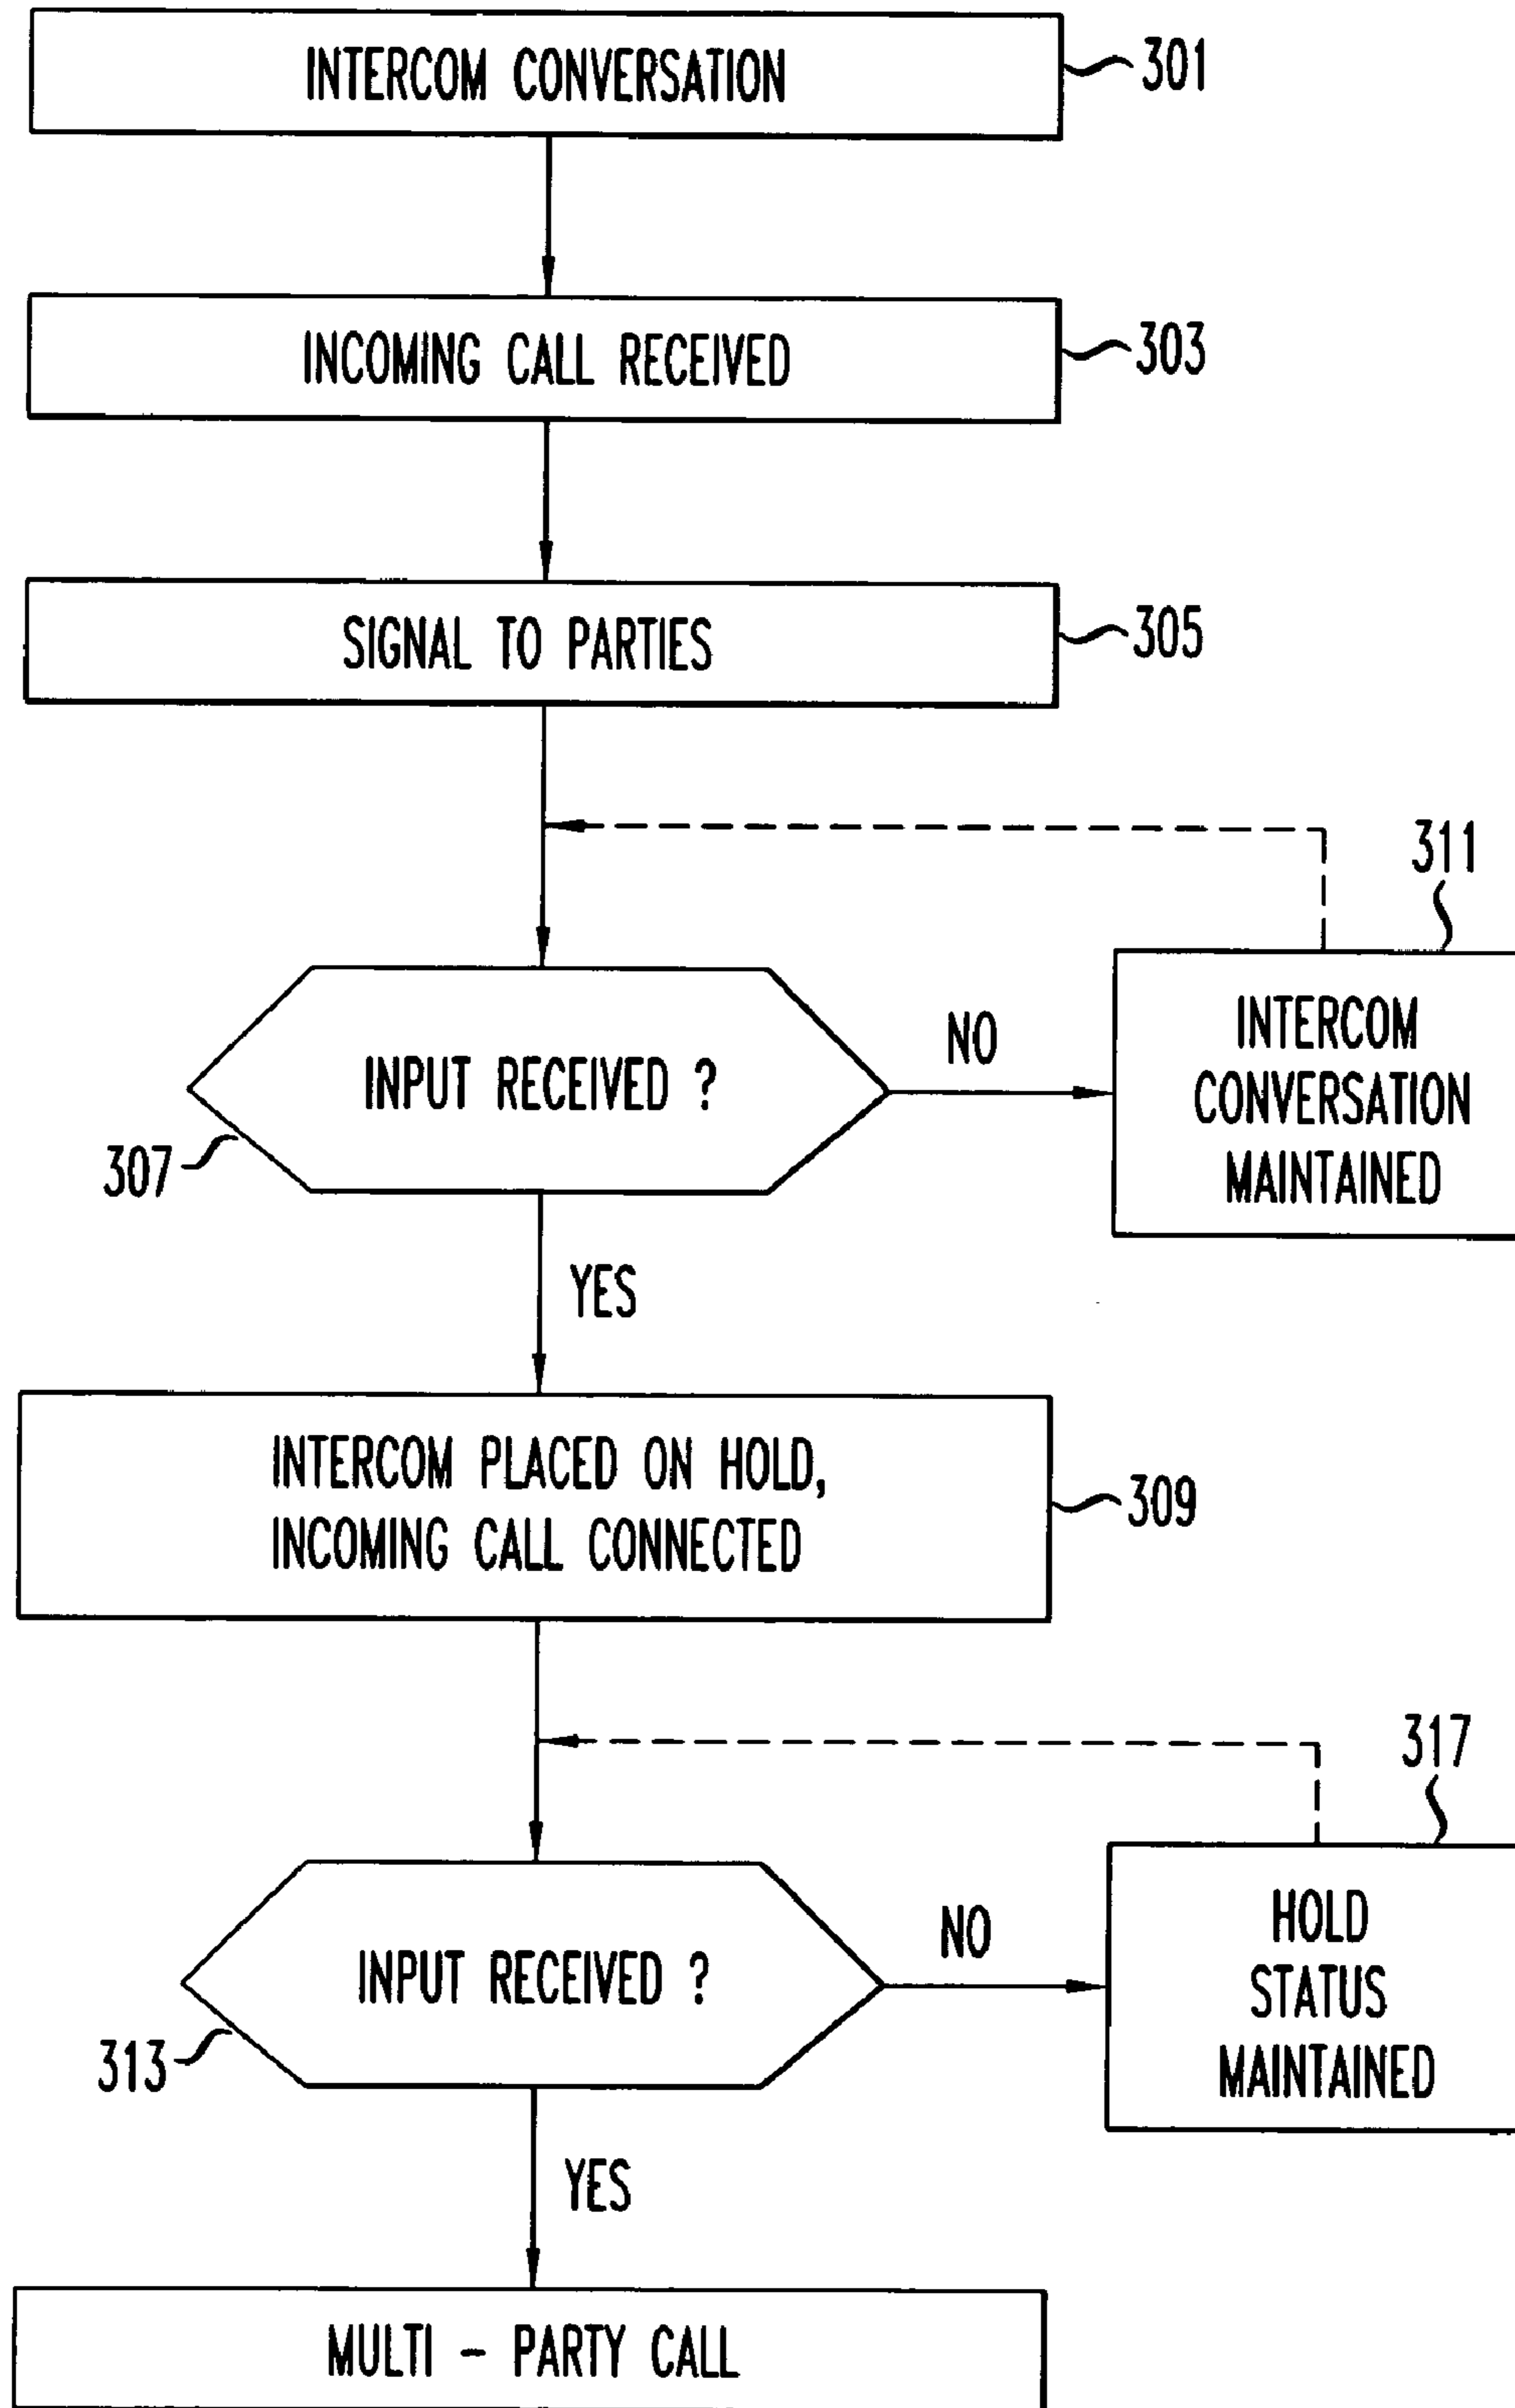 INTERCOM CONVERSATION
301
INCOMING CALL RECEIVED
303
SIGNAL TO PARTIES
305
311
INTERCOM
CONVERSATION
MAINTAINED
NO
INPUT RECEIVED ?
307
YES
INTERCOM PLACED ON HOLD,
INCOMING CALL CONNECTED
309
317
HOLD
STATUS
MAINTAINED
NO
INPUT RECEIVED ?
313
YES
MULTI - PARTY CALL